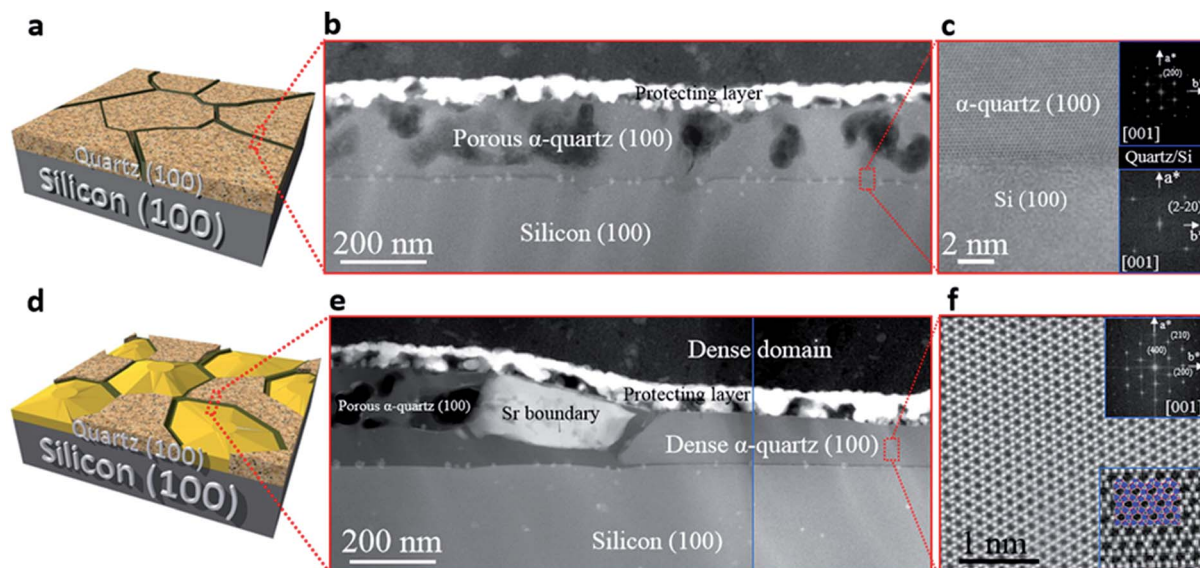 a
Quartz (100)
Silicon (100)
b
Protecting layer
Porous α-quartz (100)
Silicon (100)
200 nm
c
α-quartz (100)
Si (100)
2 nm
a*
(200)
b*
[001]
Quartz/Si
a*
(2-20)
b*
[001]
d
Quartz (100)
Silicon (100)
e
Dense domain
Protecting layer
Porous α-quartz (100)
Sr boundary
Dense α-quartz (100)
Silicon (100)
200 nm
f
a*
(210)
(400)
b*
(200)
[001]
1 nm